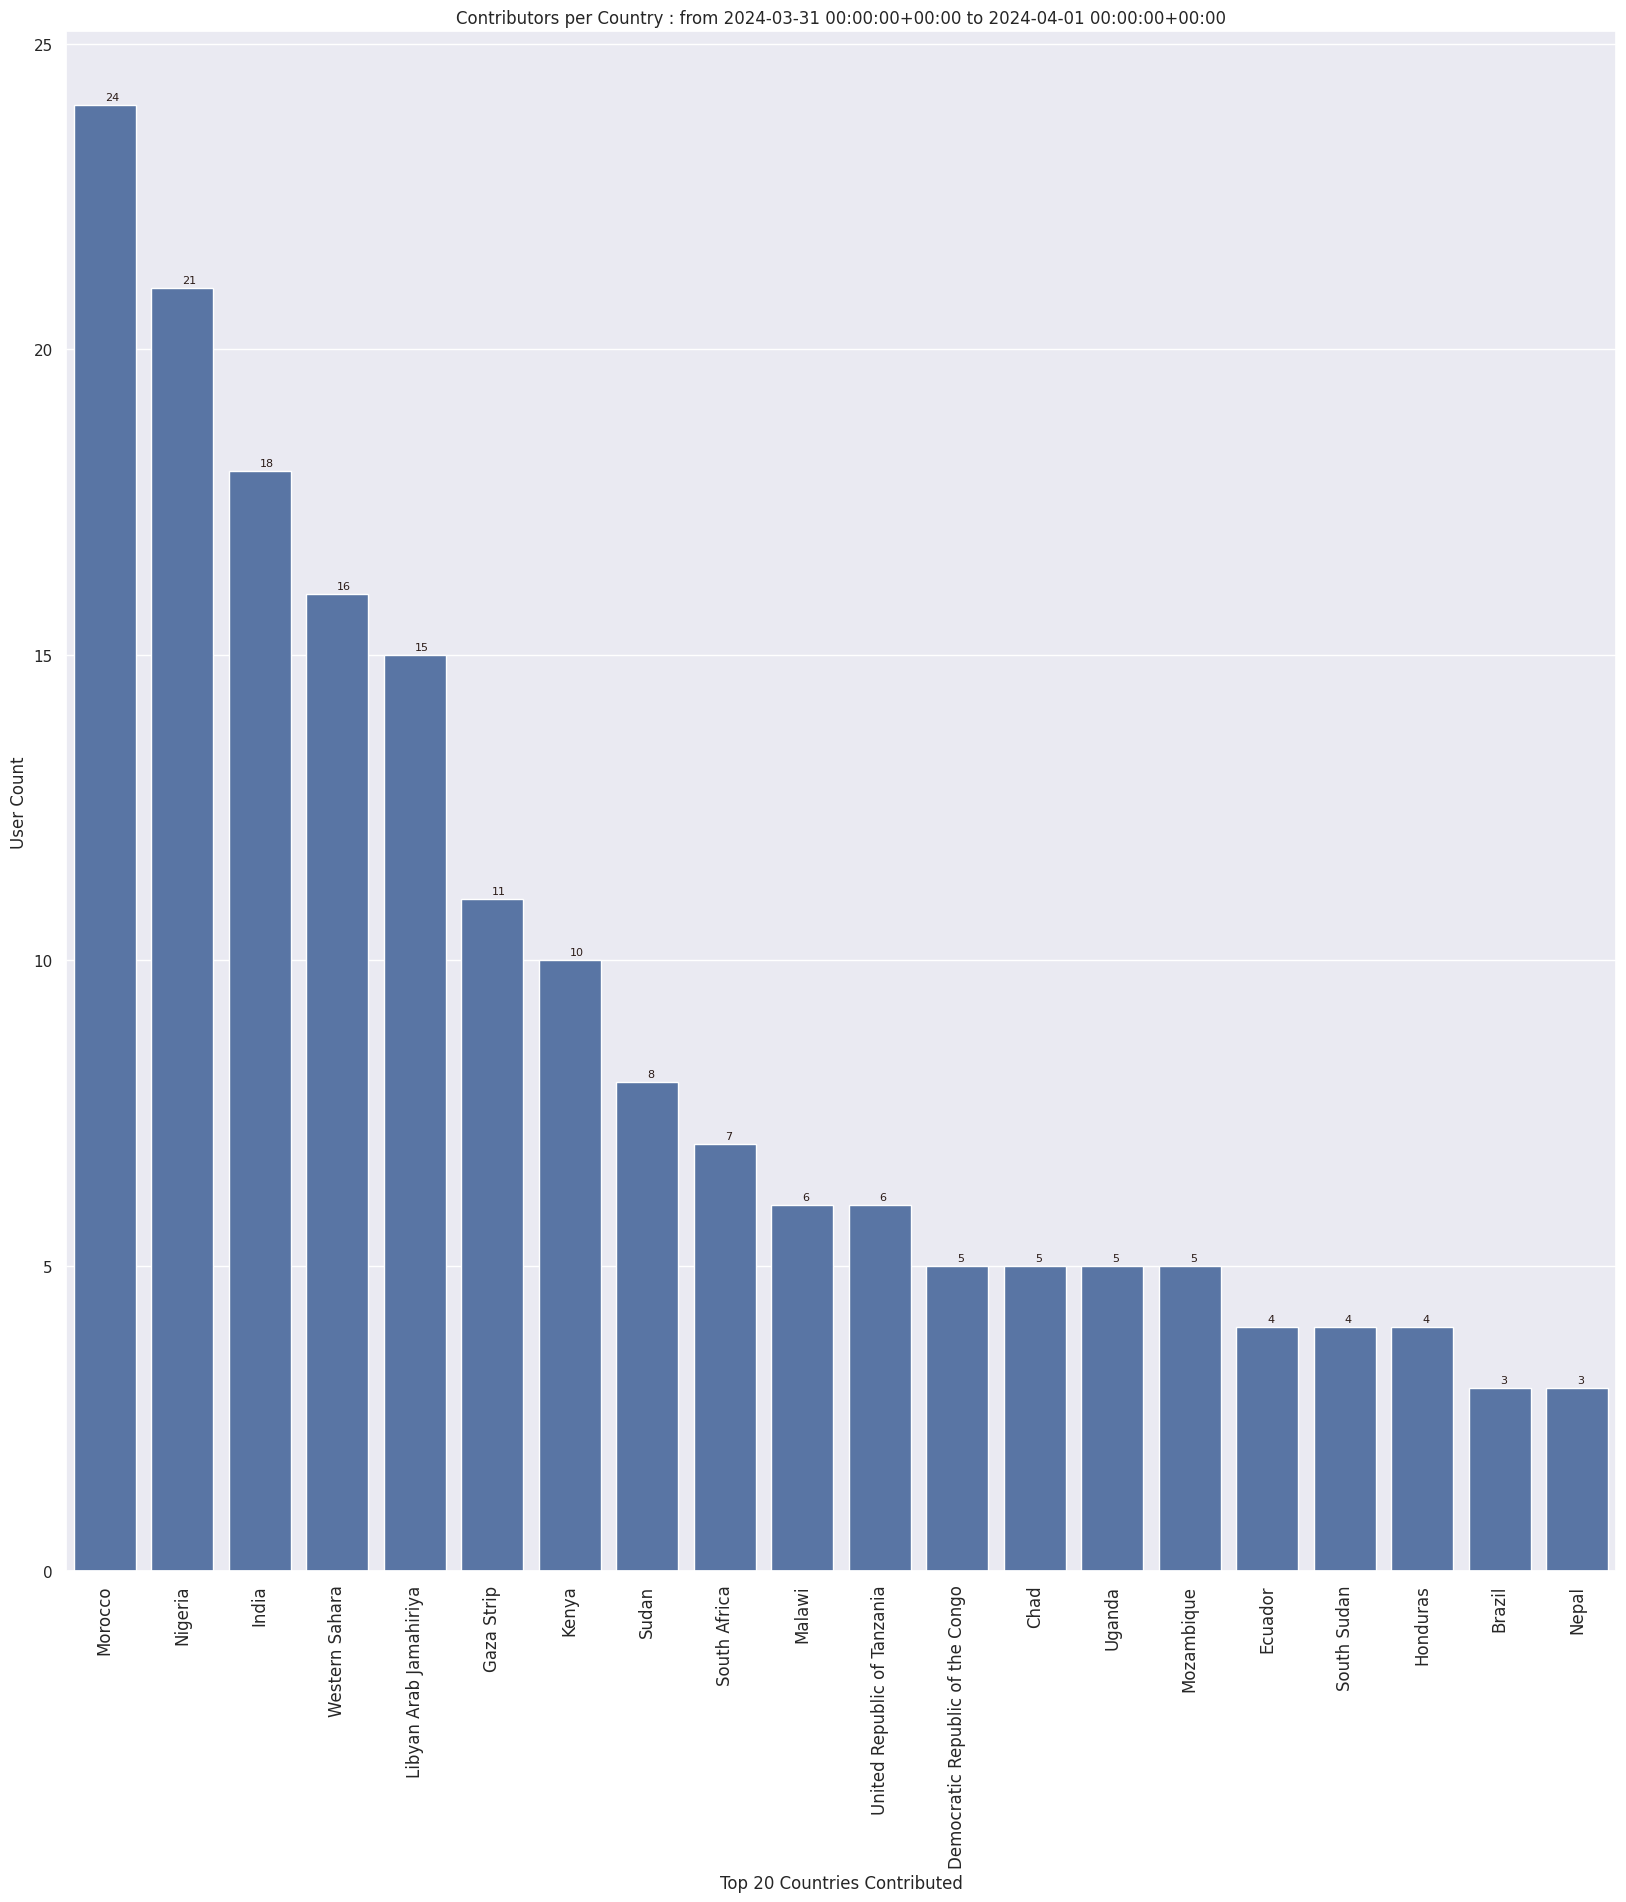 Contributors per Country : from 2024-03-31 00:00:00+00:00 to 2024-04-01 00:00:00+00:00
25
20
15
10
5
0
User Count
24
21
18
16
15
11
10
8
7
6
6
5
5
5
5
4
4
4
3
3
Morocco
Nigeria
India
Western Sahara
Libyan Arab Jamahiriya
Gaza Strip
Kenya
Sudan
South Africa
Malawi
United Republic of Tanzania
Democratic Republic of the Congo
Chad
Uganda
Mozambique
Ecuador
South Sudan
Honduras
Brazil
Nepal
Top 20 Countries Contributed